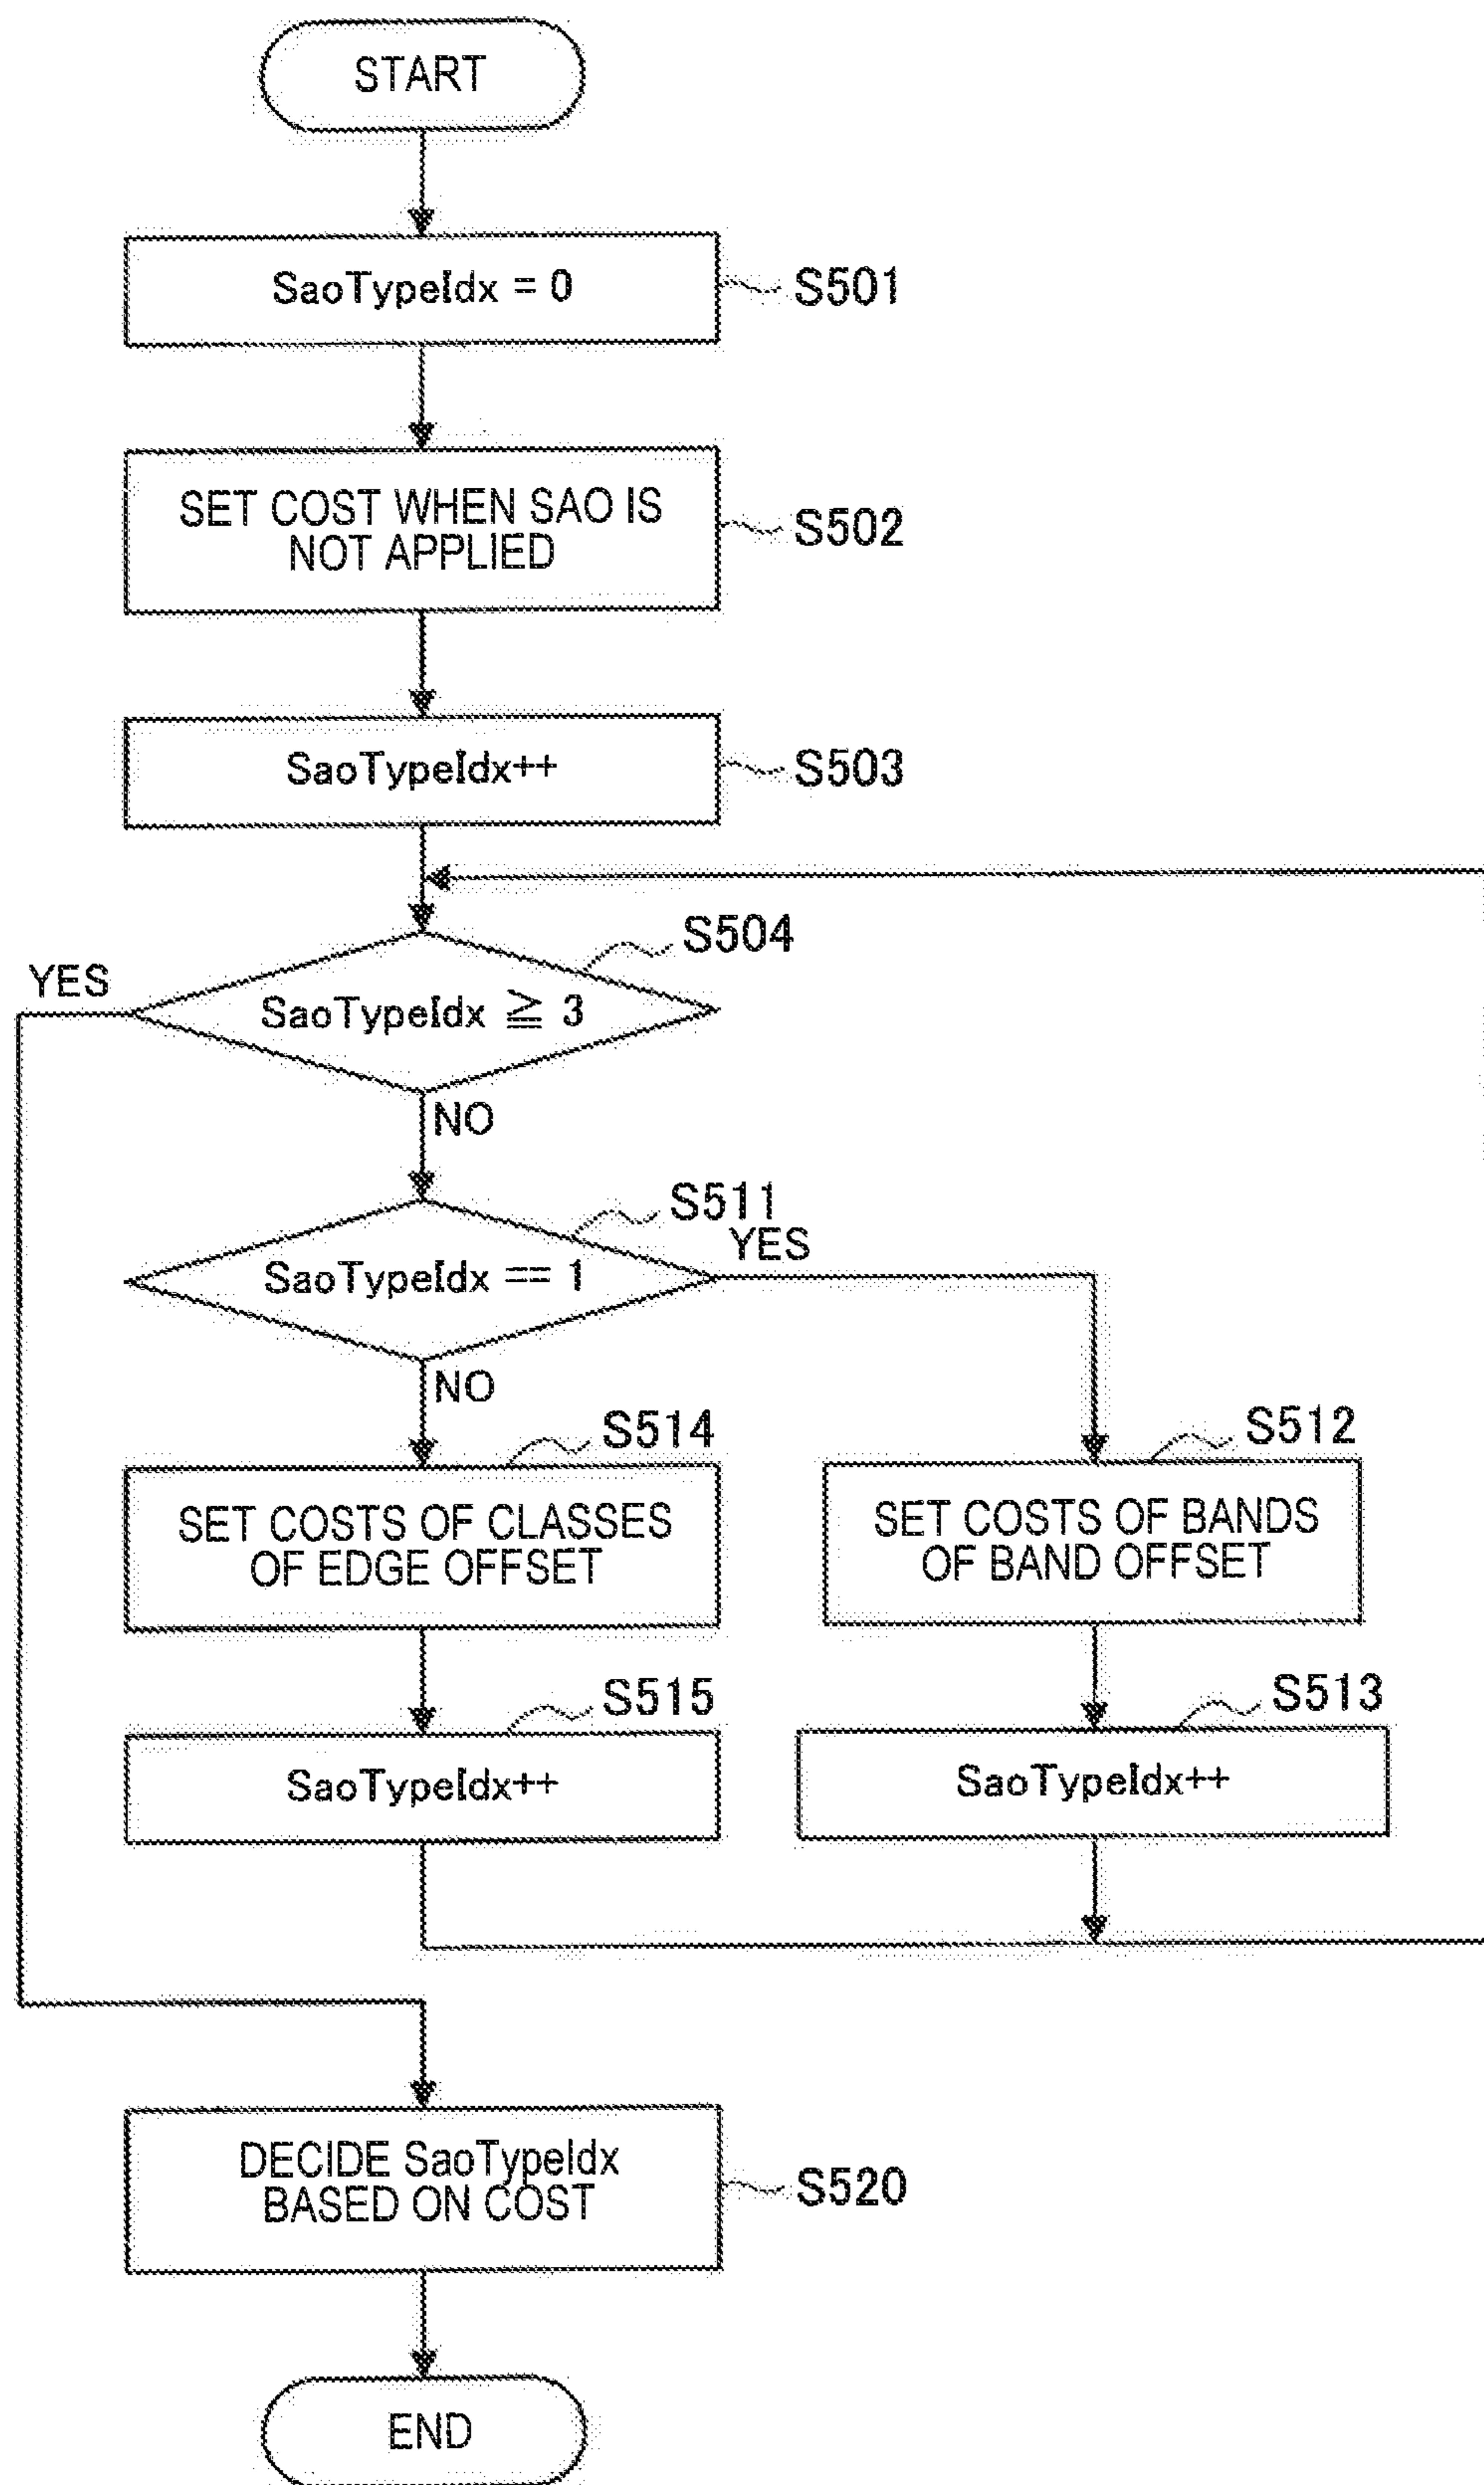 START
SaoTypeIdx = 0
S501
SET COST WHEN SAO IS
NOT APPLIED
S502
SaoTypeIdx++
S503
S504
YES
SaoTypeIdx ≧ 3
NO
S511
YES
SaoTypeIdx == 1
NO
S514
SET COSTS OF CLASSES
OF EDGE OFFSET
S512
SET COSTS OF BANDS
OF BAND OFFSET
S515
SaoTypeIdx++
S513
SaoTypeIdx++
DECIDE SaoTypeIdx
BASED ON COST
S520
END